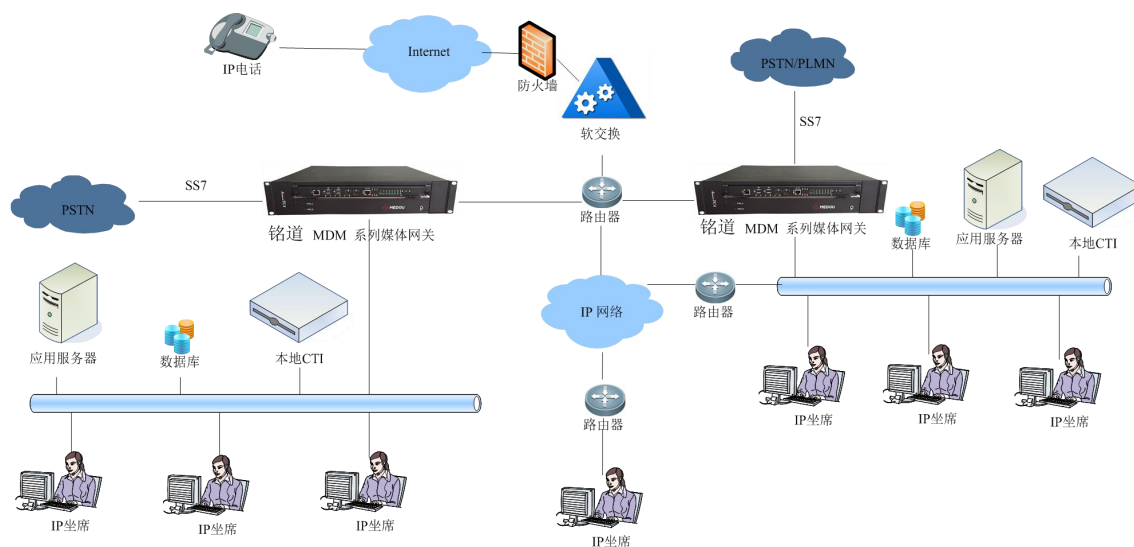 Internet
IP电话
防火墙
PSTN/PLMN
软交换
SS7
SS7
PSTN
MEDOU
MEDOU
路由器
铭道 MDM 系列媒体网关
铭道 MDM 系列媒体网关
数据库
应用服务器
本地CTI
IP 网络
路由器
应用服务器
数据库
本地CTI
路由器
IP坐席
IP坐席
IP坐席
IP坐席
IP坐席
IP坐席
IP坐席